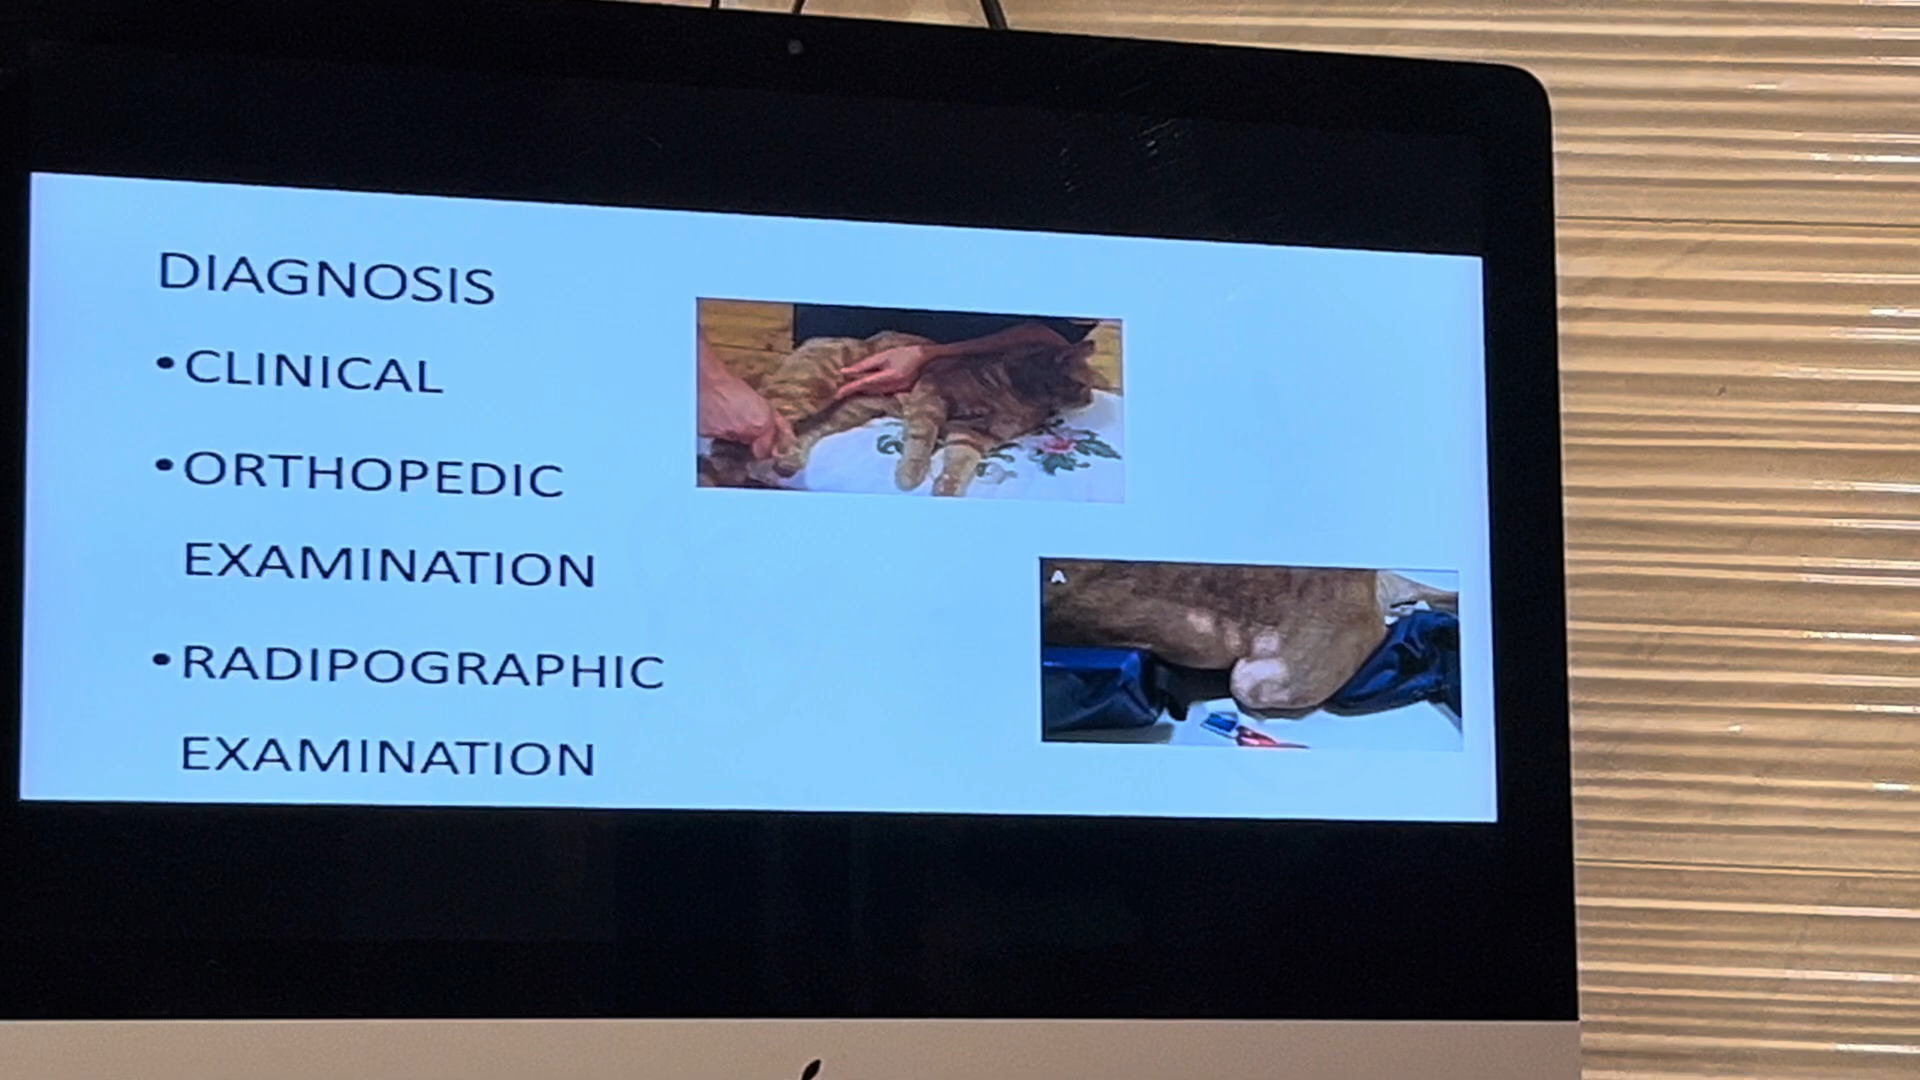 DIAGNOSIS
•CLINICAL
•ORTHOPEDIC
EXAMINATION
•RADIPOGRAPHIC
EXAMINATION
A